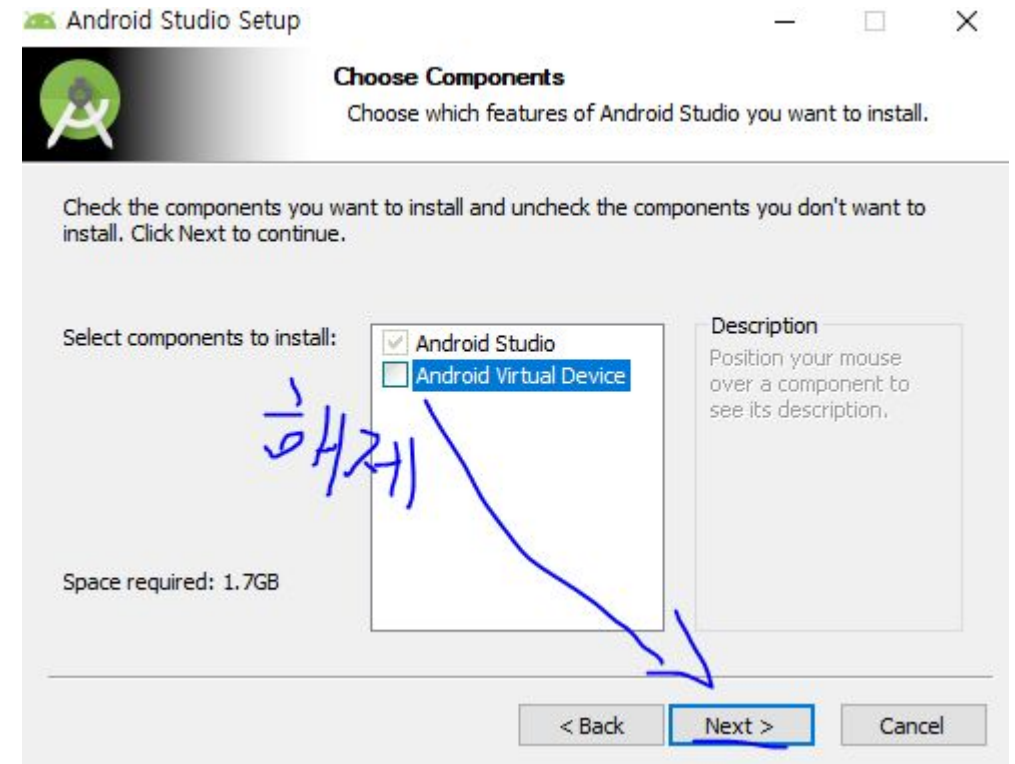 Android Studio Setup
Choose Components
Choose which features of Android Studio you want to install.
Check the components you want to install and uncheck the components you don't want to
install. Click Next to continue.
Select components to install:
Android Studio
Android Virtual Device
Description
Position your mouse
over a component to
see its description.
해제
Space required: 1.7GB
< Back
Next >
Cancel